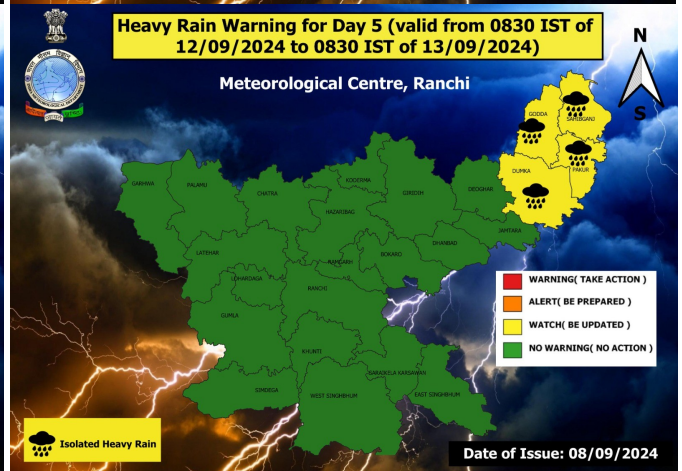 Heavy Rain Warning for Day 5 (valid from 0830 IST of
12/09/2024 to 0830 IST of 13/09/2024)
Meteorological Centre, Ranchi
N
S
GODDA
SAHIBGANJ
DUMKA
PAKUR
GARHWA
PALAMU
CHATRA
KODERMA
GIRIDIH
DEOGHAR
HAZARIBAG
JAMTARA
LATEHAR
DHANBAD
BOKARO
RAMGARH
LOHARDAGA
RANCHI
GUMLA
KHUNTI
SARAIKELA KARSAWAN
SIMDEGA
WEST SINGHBHUM
EAST SINGHBHUM
WARNING( TAKE ACTION )
ALERT( BE PREPARED )
WATCH( BE UPDATED )
NO WARNING( NO ACTION )
Isolated Heavy Rain
Date of Issue: 08/09/2024